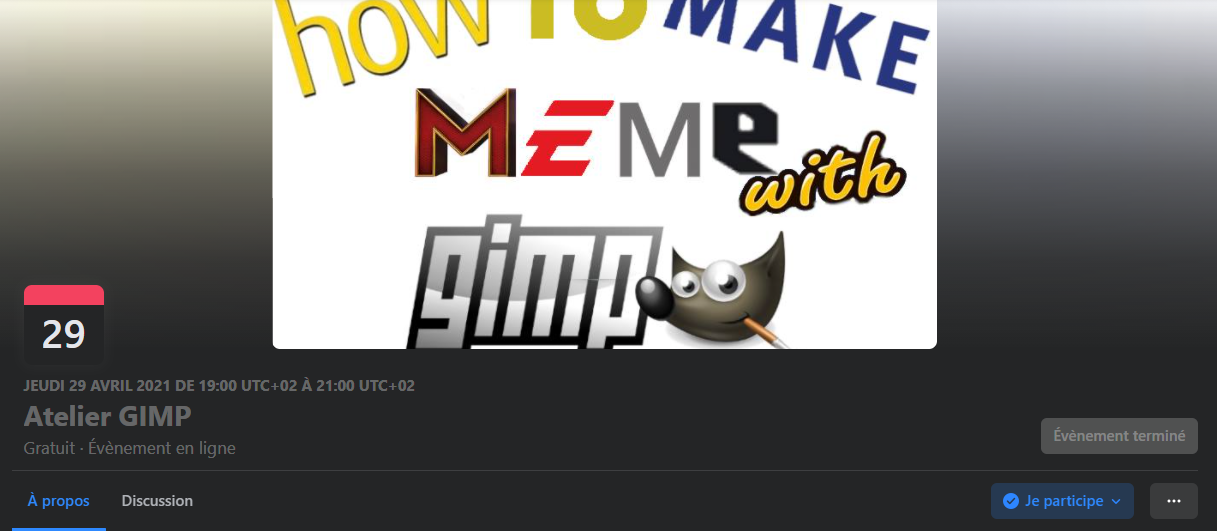 how TO MAKE
MEME
with
gimp
29
JEUDI 29 AVRIL 2021 DE 19:00 UTC+02 À 21:00 UTC+02
Atelier GIMP
Gratuit · Évènement en ligne
Évènement terminé
À propos
Discussion
Je participe